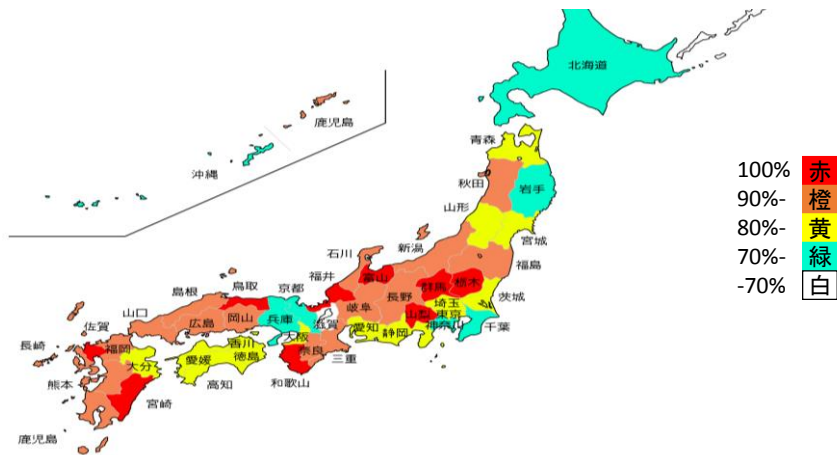 北海道
鹿児島
青森
沖縄
秋田
岩手
山形
宮城
新潟
石川
福島
福井
富山
群馬
栃木
島根
鳥取
京都
長野
埼玉
茨城
山口
広島
岡山
兵庫
滋賀
岐阜
山梨
東京
佐賀
愛知
静岡
神奈川
千葉
長崎
福岡
大分
愛媛
香川
徳島
大阪
奈良
三重
熊本
高知
和歌山
宮崎
鹿児島
100% 赤
90%- 橙
80%- 黄
70%- 緑
-70% 白